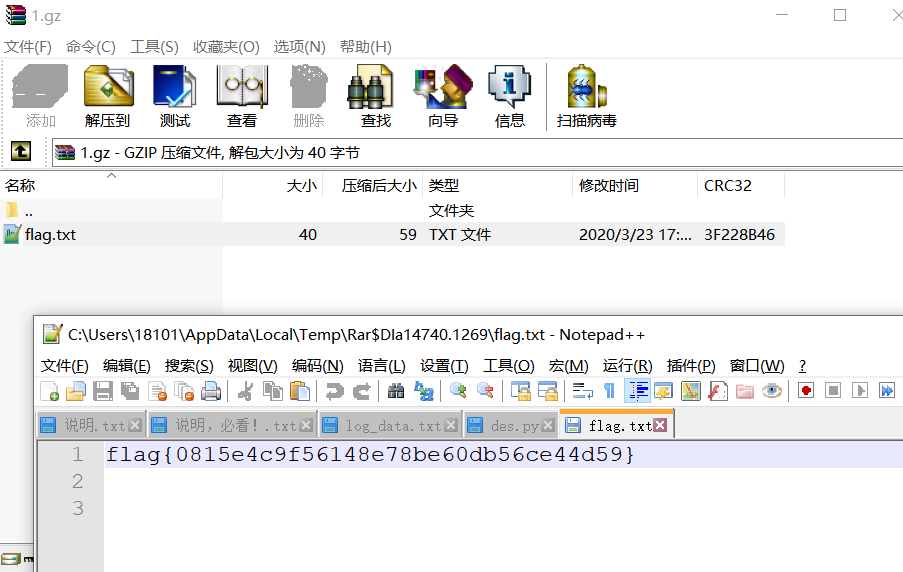 1.gz
文件(F) 命令(C) 工具(S) 收藏夹(O) 选项(N) 帮助(H)
添加 解压到 测试 查看 删除 查找 向导 信息 扫描病毒
1.gz - GZIP 压缩文件, 解包大小为 40 字节
名称 大小 压缩后大小 类型 修改时间 CRC32
.. 文件夹
flag.txt 40 59 TXT 文件 2020/3/23 17:... 3F228B46
C:\Users\18101\AppData\Local\Temp\Rar$DIa14740.1269\flag.txt - Notepad++
文件(F) 编辑(E) 搜索(S) 视图(V) 编码(N) 语言(L) 设置(T) 工具(O) 宏(M) 运行(R) 插件(P) 窗口(W) ?
说明.txt 说明，必看！.txt log_data.txt des.py flag.txt
1 flag{0815e4c9f56148e78be60db56ce44d59}
2
3